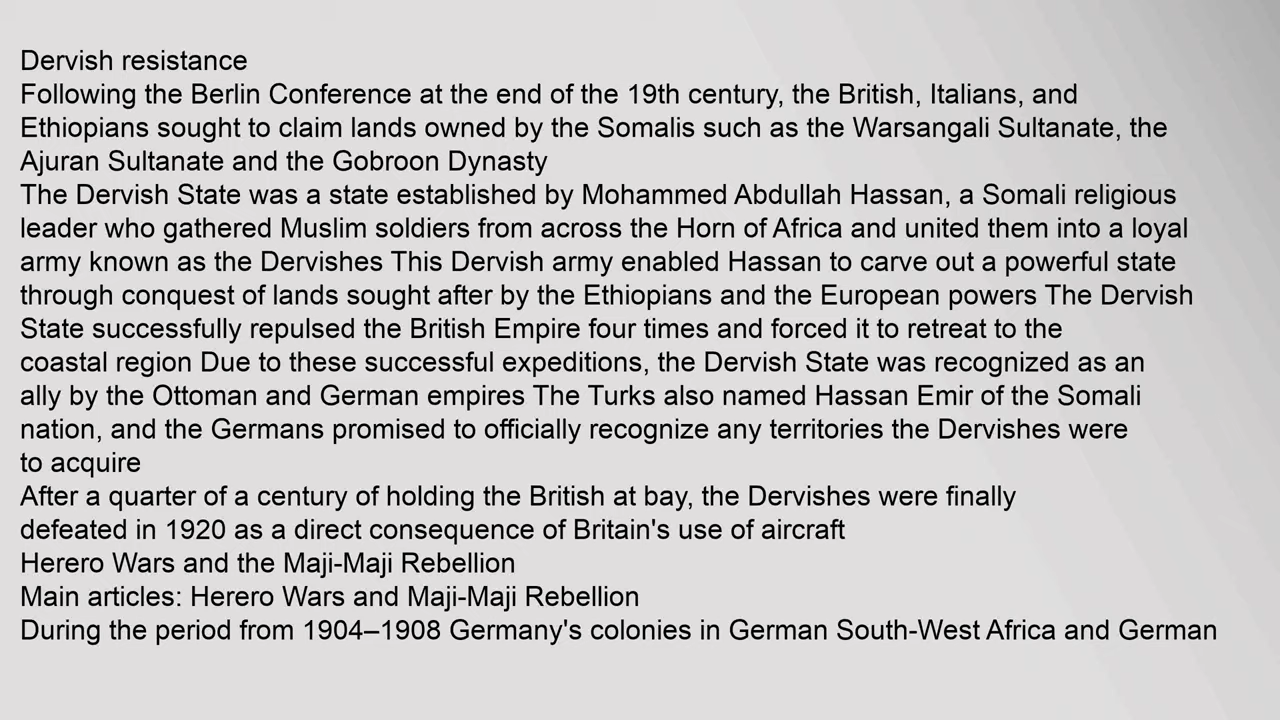 Dervish resistance
Following the Berlin Conference at the end of the 19th century, the British, Italians, and
Ethiopians sought to claim lands owned by the Somalis such as the Warsangali Sultanate, the
Ajuran Sultanate and the Gobroon Dynasty
The Dervish State was a state established by Mohammed Abdullah Hassan, a Somali religious
leader who gathered Muslim soldiers from across the Horn of Africa and united them into a loyal
army known as the Dervishes This Dervish army enabled Hassan to carve out a powerful state
through conquest of lands sought after by the Ethiopians and the European powers The Dervish
State successfully repulsed the British Empire four times and forced it to retreat to the
coastal region Due to these successful expeditions, the Dervish State was recognized as an
ally by the Ottoman and German empires The Turks also named Hassan Emir of the Somali
nation, and the Germans promised to officially recognize any territories the Dervishes were
to acquire
After a quarter of a century of holding the British at bay, the Dervishes were finally
defeated in 1920 as a direct consequence of Britain's use of aircraft
Herero Wars and the Maji-Maji Rebellion
Main articles: Herero Wars and Maji-Maji Rebellion
During the period from 1904–1908 Germany's colonies in German South-West Africa and German